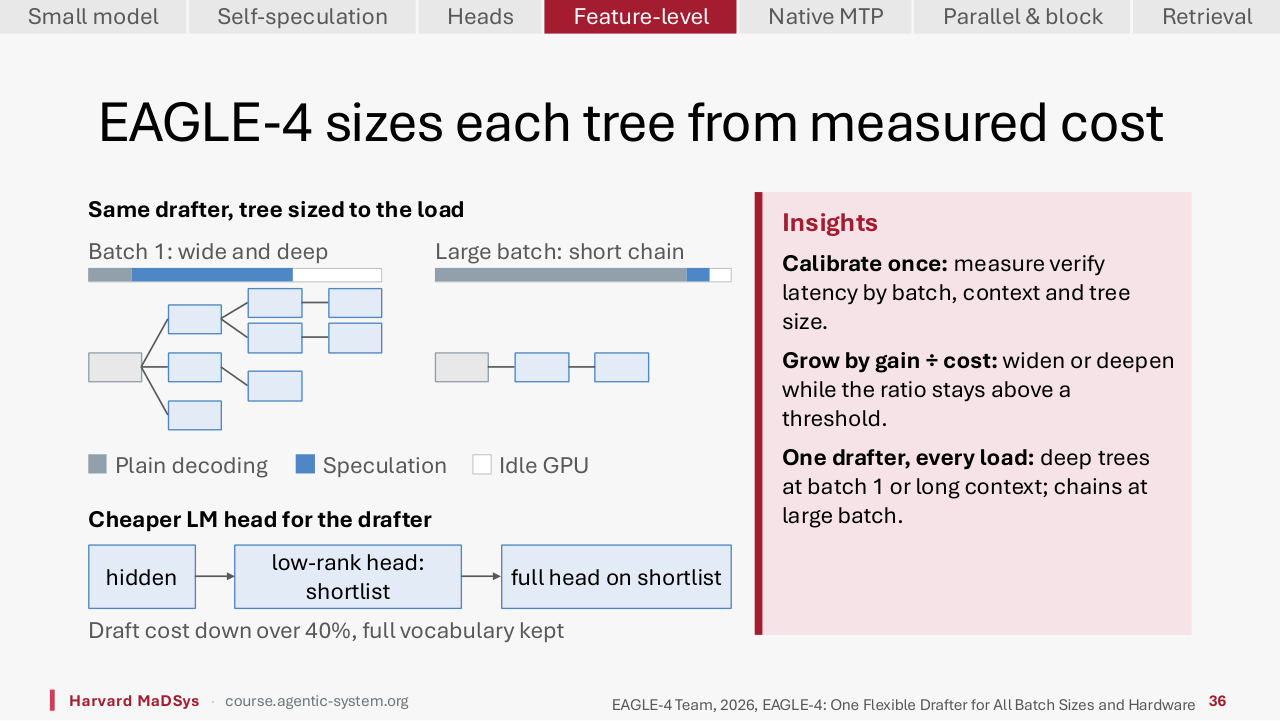 Small model
Self-speculation
Heads
Feature-level
Native MTP
Parallel & block
Retrieval
EAGLE-4 sizes each tree from measured cost
Same drafter, tree sized to the load
Batch 1: wide and deep
Large batch: short chain
Plain decoding
Speculation
Idle GPU
Cheaper LM head for the drafter
hidden
low-rank head:
shortlist
full head on shortlist
Draft cost down over 40%, full vocabulary kept
Insights
Calibrate once: measure verify
latency by batch, context and tree
size.
Grow by gain ÷ cost: widen or deepen
while the ratio stays above a
threshold.
One drafter, every load: deep trees
at batch 1 or long context; chains at
large batch.
Harvard MaDSys · course.agentic-system.org
EAGLE-4 Team, 2026, EAGLE-4: One Flexible Drafter for All Batch Sizes and Hardware
36